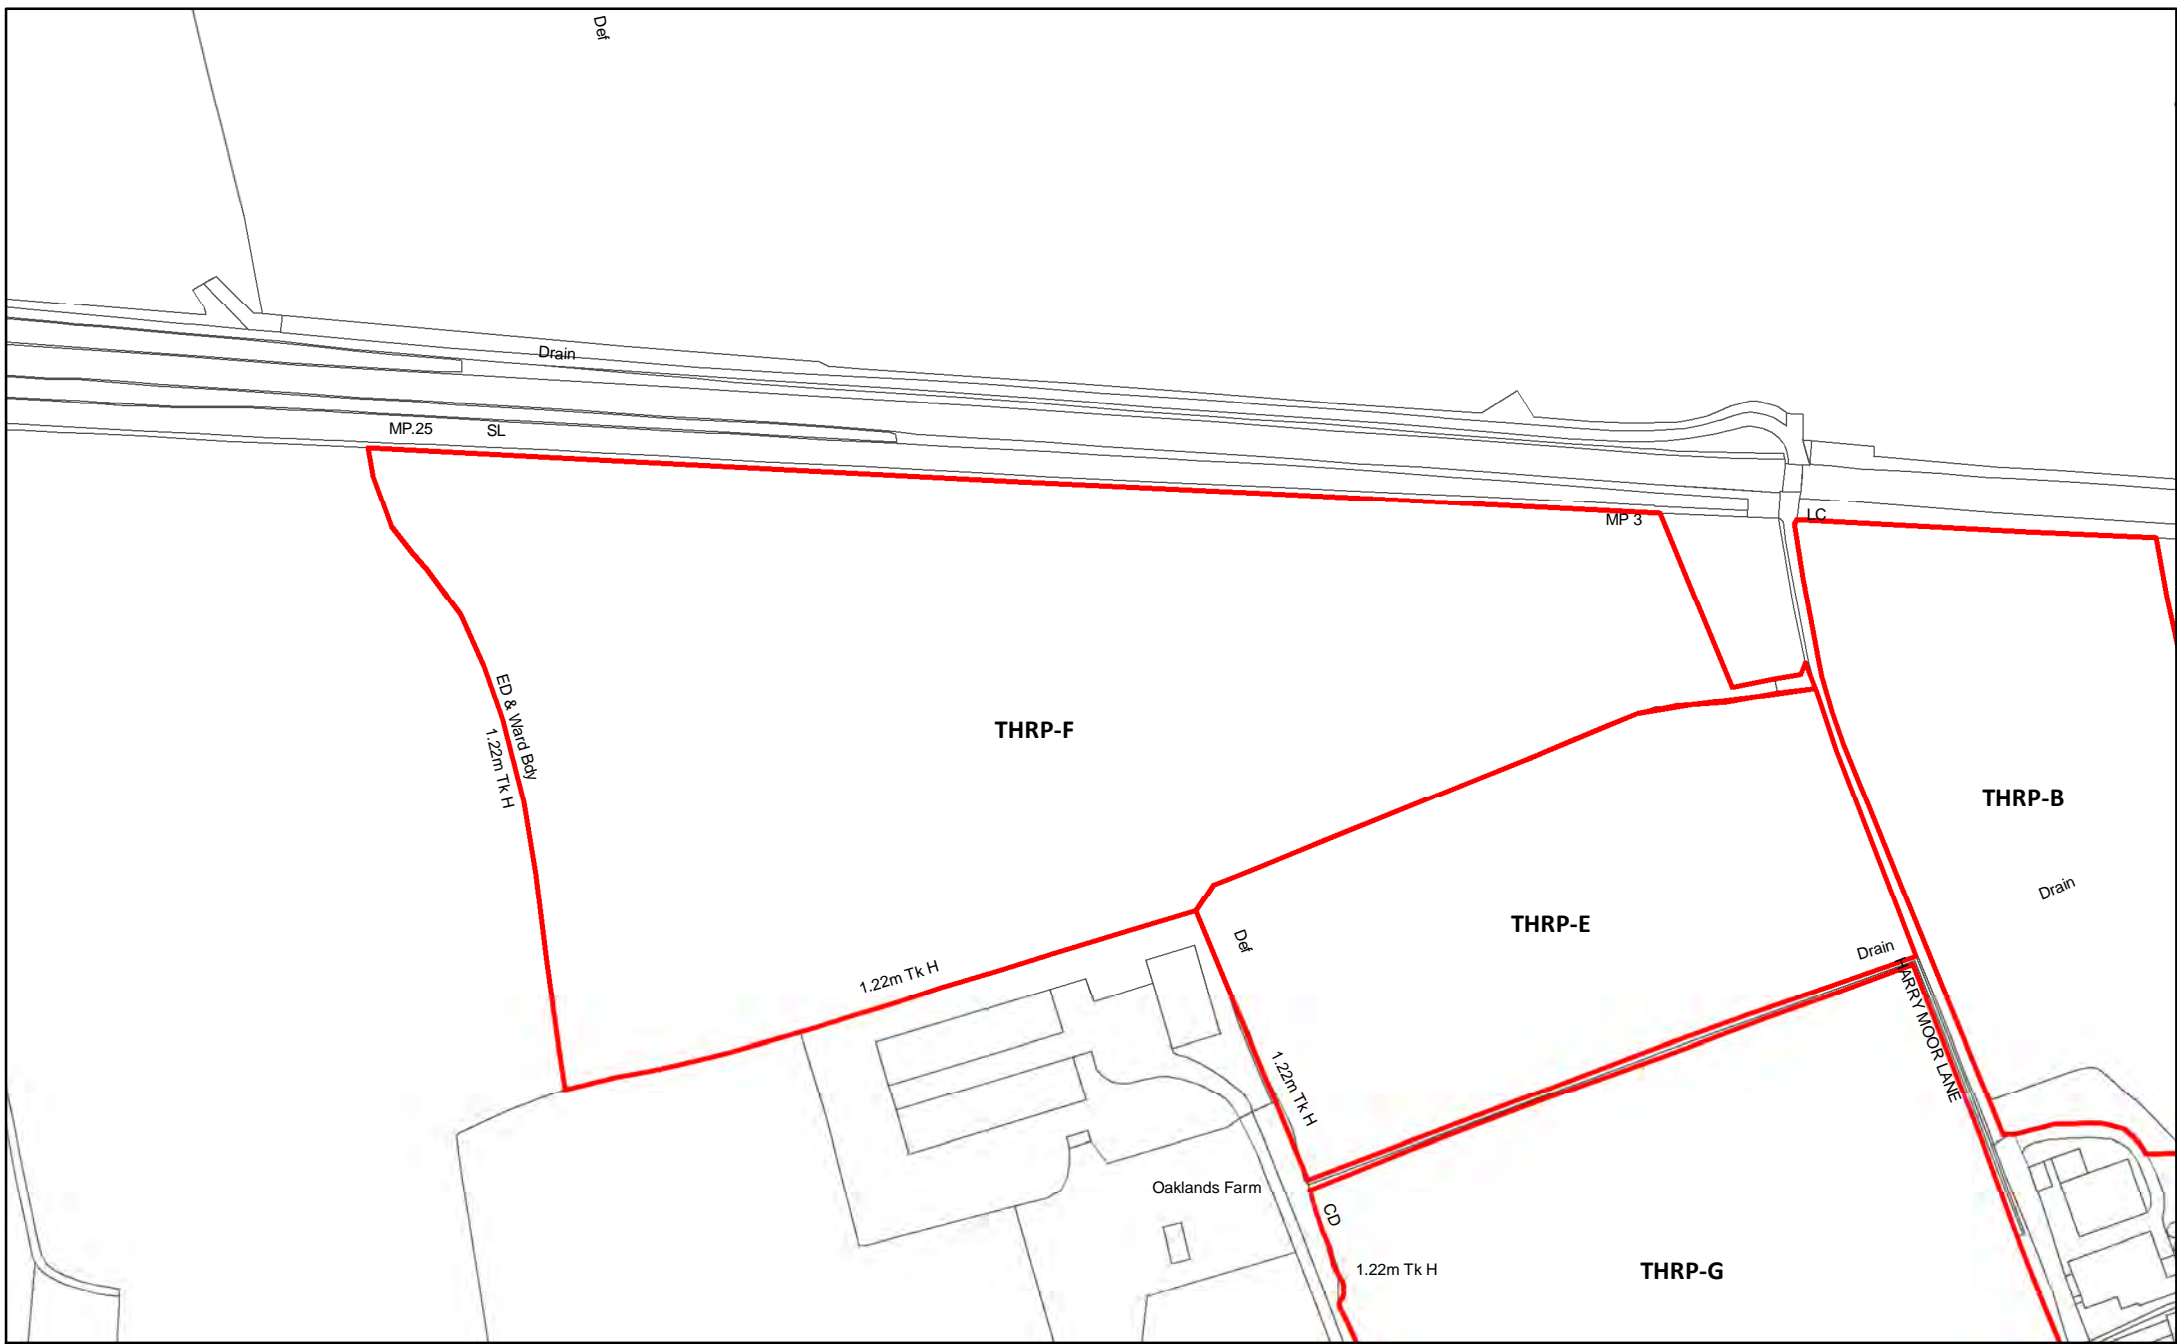 Def
Drain
MP.25
SL
MP 3
LC
ED & Ward Bdy
1.22m Tk H
THRP-F
THRP-B
Drain
THRP-E
Def
Drain
1.22m Tk H
HARRY MOOR LANE
1.22m Tk H
Oaklands Farm
CD
1.22m Tk H
THRP-G